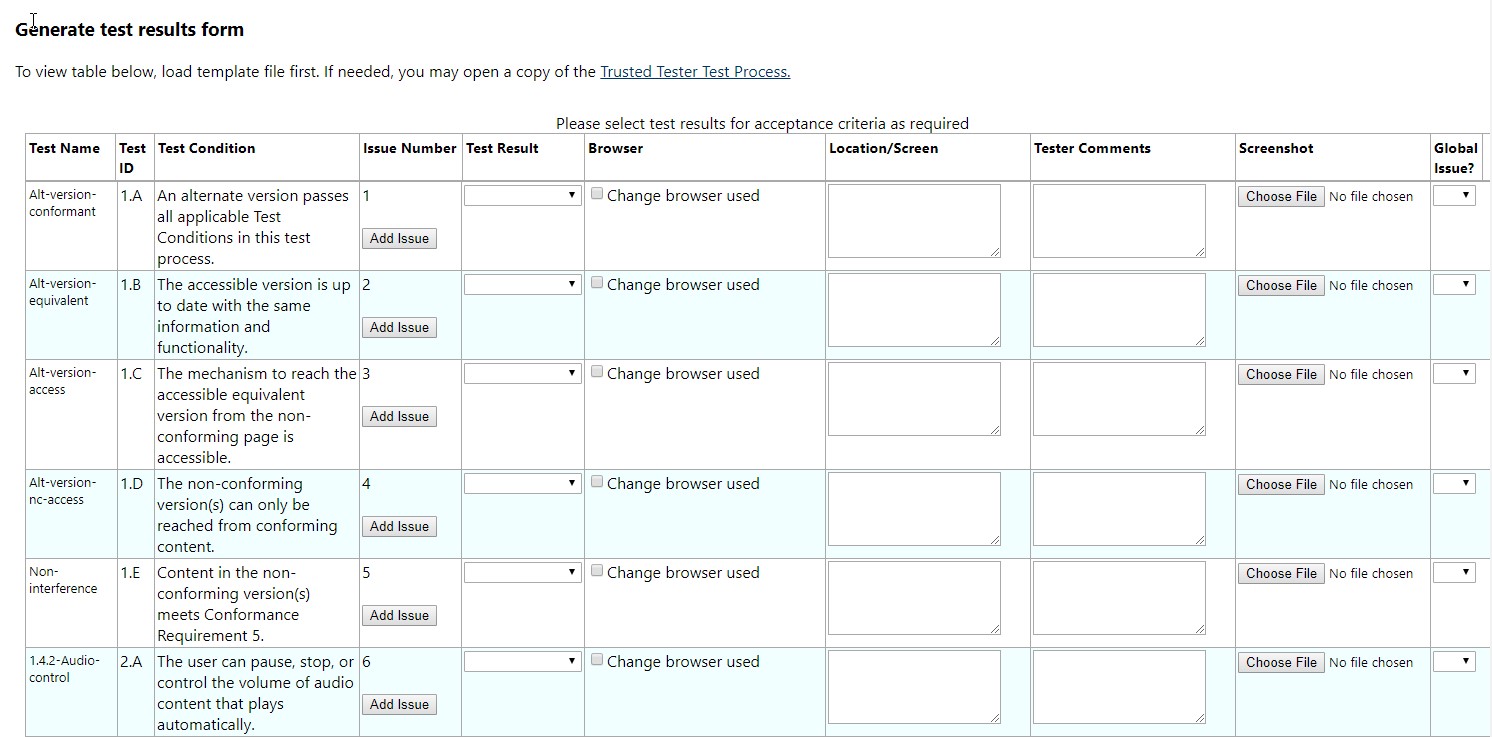 Generate test results form
To view table below, load template file first. If needed, you may open a copy of the Trusted Tester Test Process.
Please select test results for acceptance criteria as required
Test Name Test ID Test Condition Issue Number Test Result Browser Location/Screen Tester Comments Screenshot Global Issue?
Alt-version-
conformant
1.A
An alternate version passes
all applicable Test
Conditions in this test
process.
1
Add Issue
Change browser used
Choose File No file chosen
Alt-version-
equivalent
1.B
The accessible version is up
to date with the same
information and
functionality.
2
Add Issue
Change browser used
Choose File No file chosen
Alt-version-
access
1.C
The mechanism to reach the
accessible equivalent
version from the non-
conforming page is
accessible.
3
Add Issue
Change browser used
Choose File No file chosen
Alt-version-
nc-access
1.D
The non-conforming
version(s) can only be
reached from conforming
content.
4
Add Issue
Change browser used
Choose File No file chosen
Non-
interference
1.E
Content in the non-
conforming version(s)
meets Conformance
Requirement 5.
5
Add Issue
Change browser used
Choose File No file chosen
1.4.2-Audio-
control
2.A
The user can pause, stop, or
control the volume of audio
content that plays
automatically.
6
Add Issue
Change browser used
Choose File No file chosen